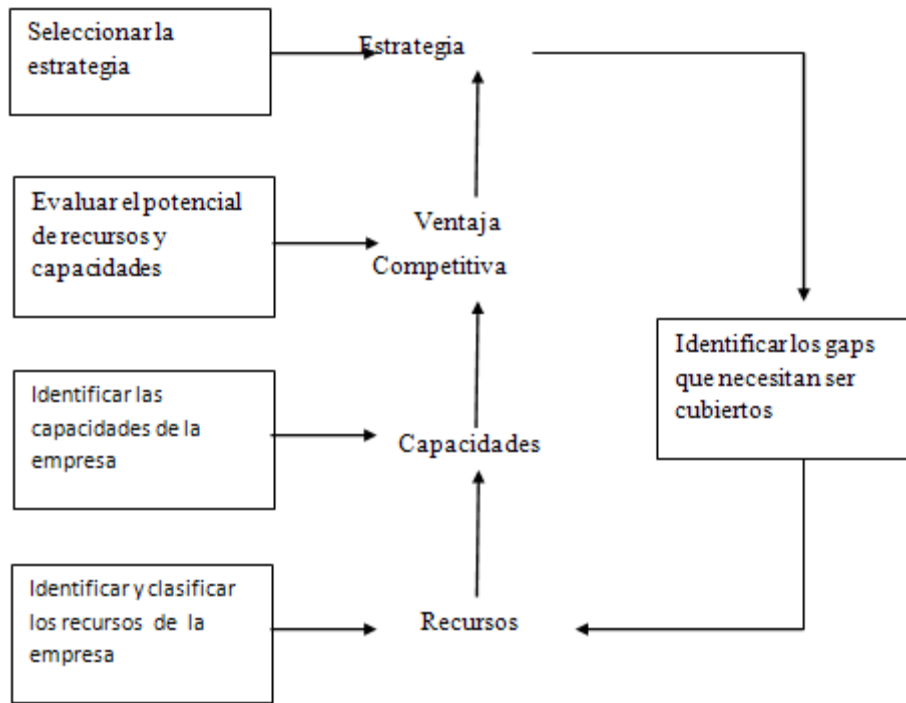 Seleccionar la
estrategia
Estrategia
Evaluar el potencial
de recursos y
capacidades
Ventaja
Competitiva
Identificar los gaps
que necesitan ser
cubiertos
Identificar las
capacidades de la
empresa
Capacidades
Identificar y clasificar
los recursos de la
empresa
Recursos